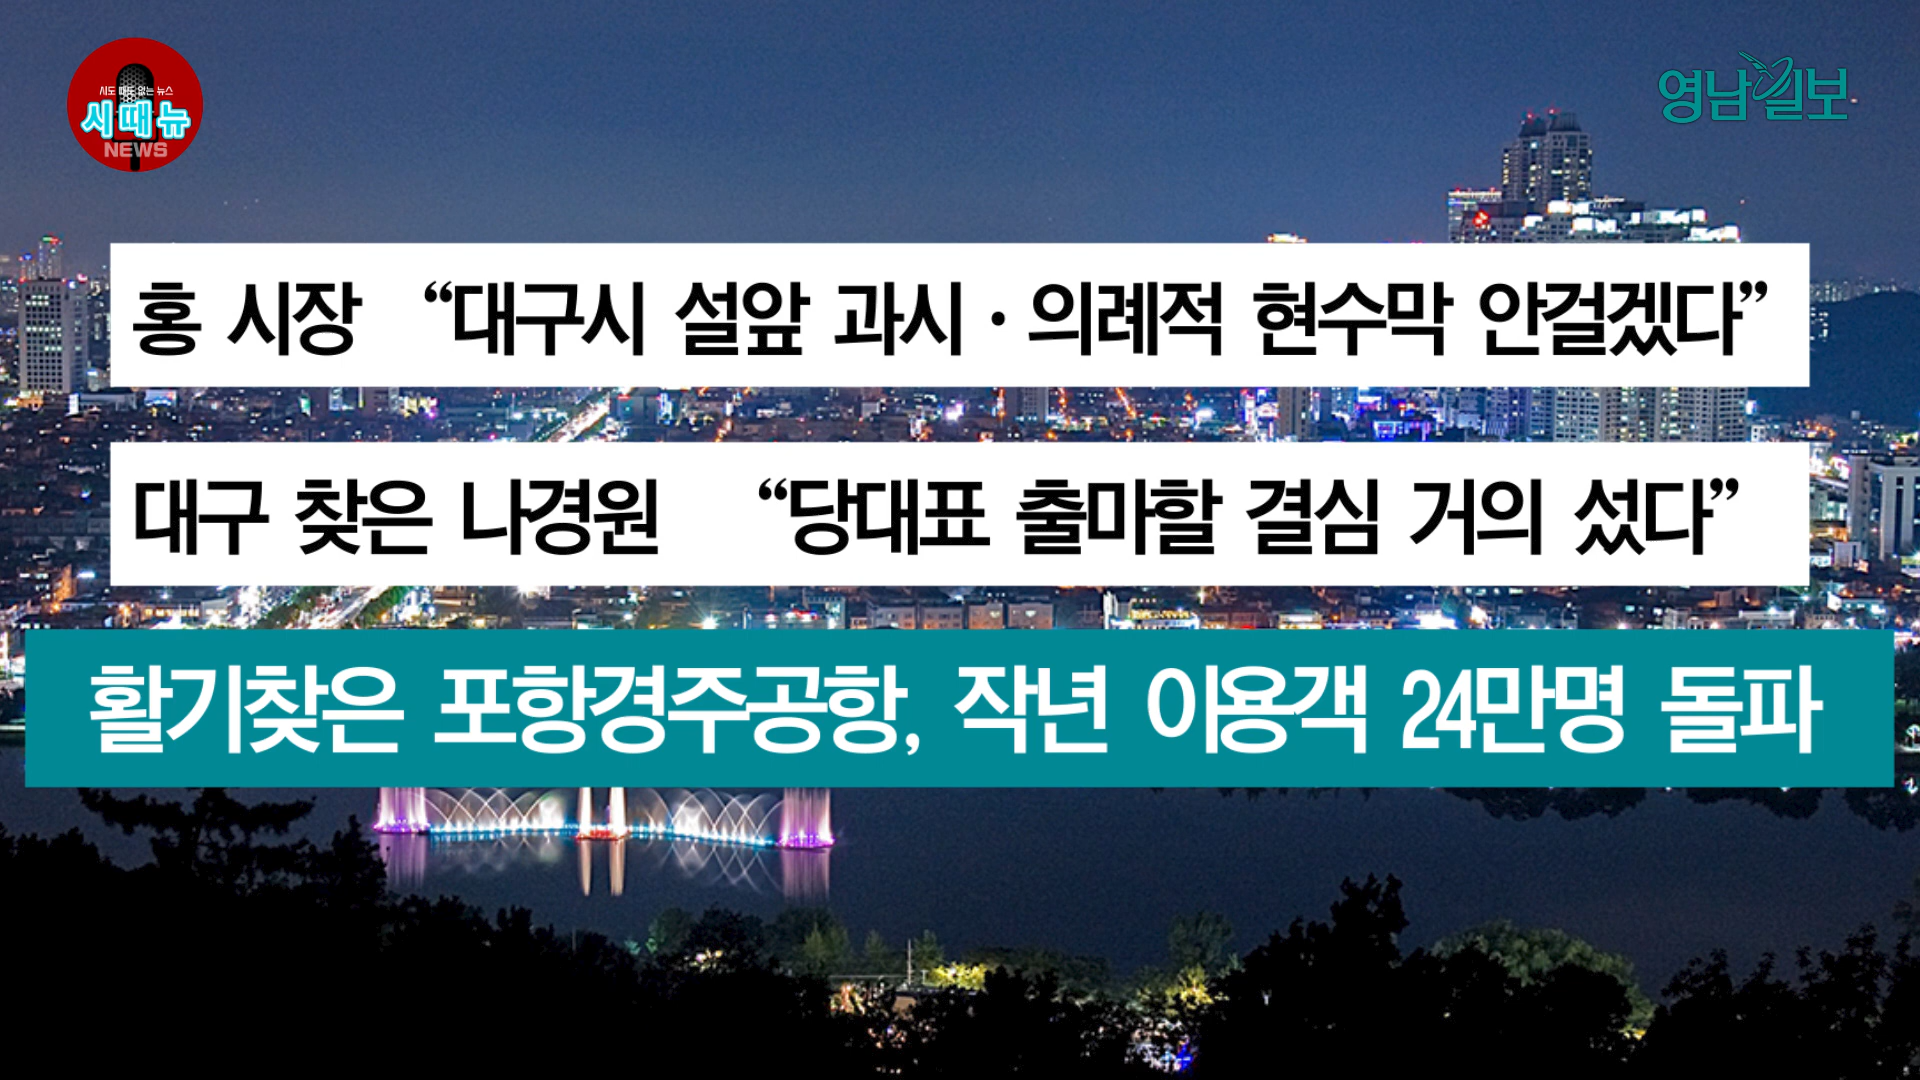 시도 때도 없는 뉴스
시때뉴
NEWS
영남일보
홍 시장 “대구시 설앞 과시·의례적 현수막 안걸겠다”
대구 찾은 나경원 “당대표 출마할 결심 거의 섰다”
활기찾은 포항경주공항, 작년 이용객 24만명 돌파